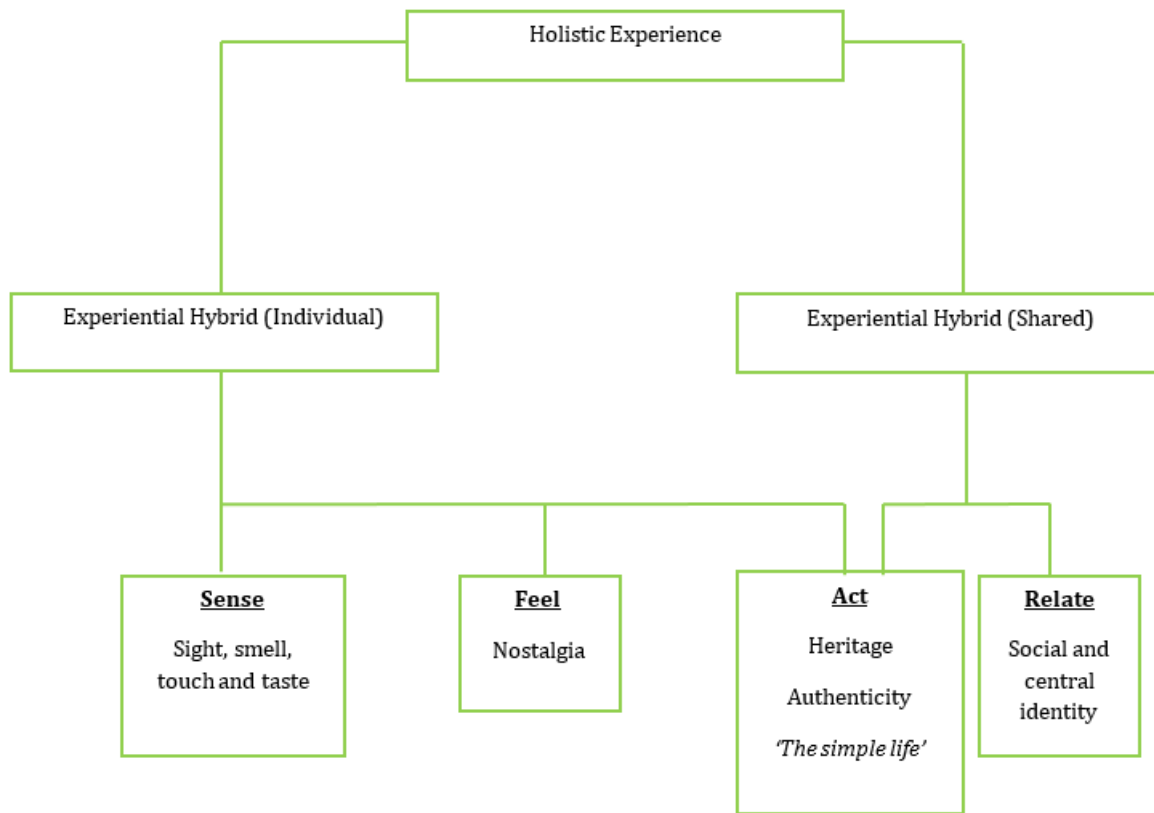 Holistic Experience
Experiential Hybrid (Individual)
Experiential Hybrid (Shared)
Sense
Sight, smell,
touch and taste
Feel
Nostalgia
Act
Heritage
Authenticity
‘The simple life’
Relate
Social and
central
identity